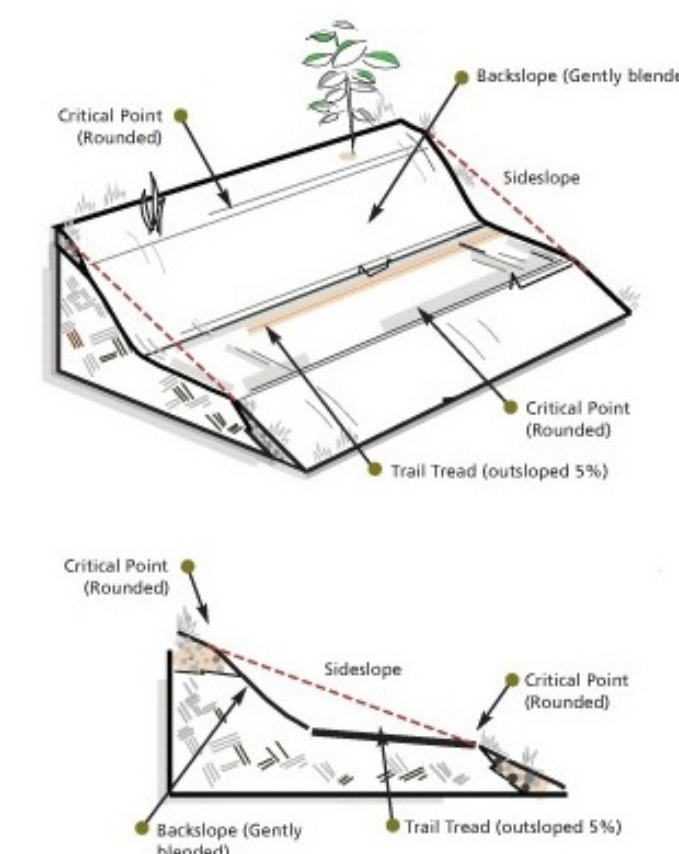 Backslope (Gently blende
Critical Point
(Rounded)
Sideslope
Critical Point
(Rounded)
Trail Tread (outsloped 5%)
Critical Point
(Rounded)
Sideslope
Critical Point
(Rounded)
Backslope (Gently
blended)
Trail Tread (outsloped 5%)